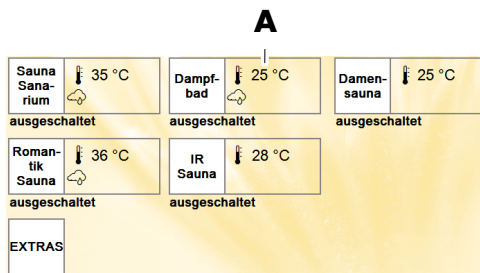 A
Sauna
Sana-
rium
35 °C
ausgeschaltet
Dampf-
bad
25 °C
ausgeschaltet
Damen-
sauna
25 °C
ausgeschaltet
Roman-
tik
Sauna
36 °C
ausgeschaltet
IR
Sauna
28 °C
ausgeschaltet
EXTRAS